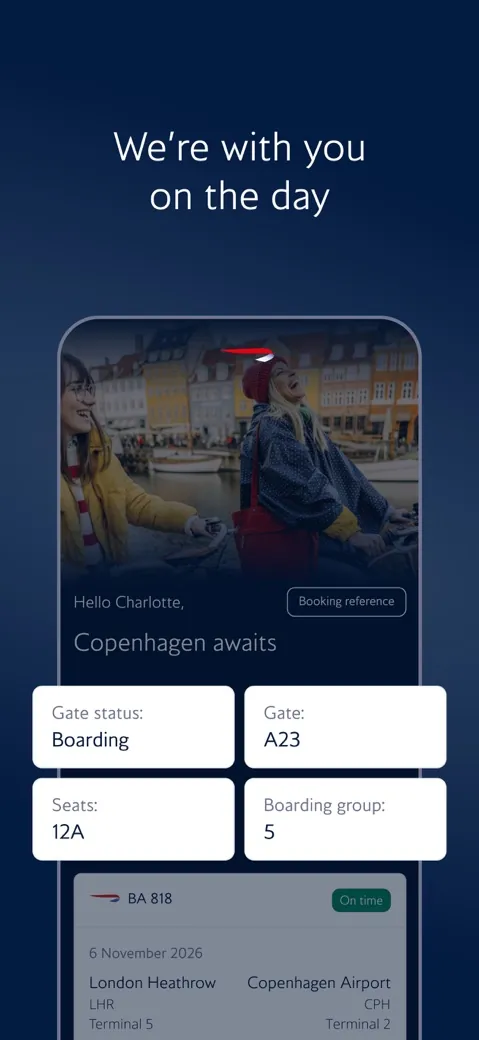 We're with you
on the day
Hello Charlotte,
Booking reference
Copenhagen awaits
Gate status:
Boarding
Gate:
A23
Seats:
12A
Boarding group:
5
BA 818
On time
6 November 2026
London Heathrow
Copenhagen Airport
LHR
CPH
Terminal 5
Terminal 2